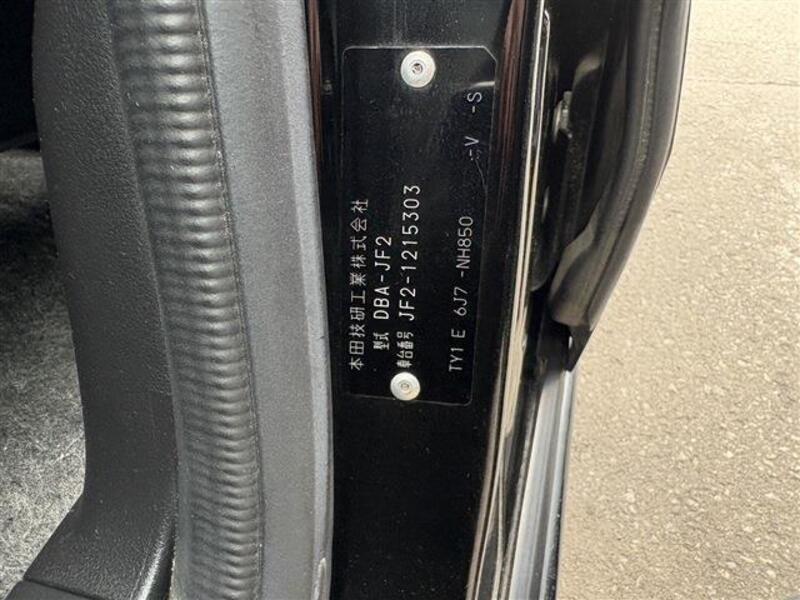 本田技研工業株式会社
型式 DBA-JF2
車台番号 JF2-1215303
TY1 E 6J7 -NH850 -V -S